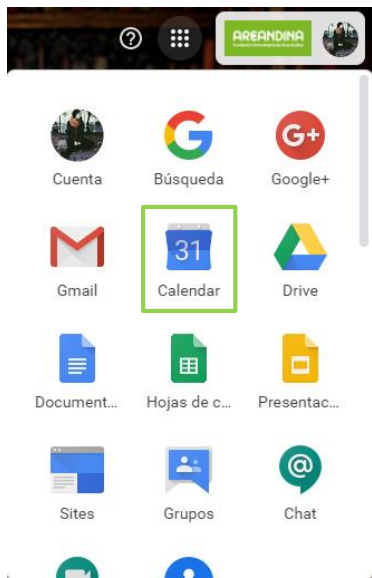 AREANDINA
Cuenta
Búsqueda
G+
Google+
31
Gmail
Calendar
Drive
Document...
Hojas de c...
Presentac...
Sites
Grupos
@
Chat